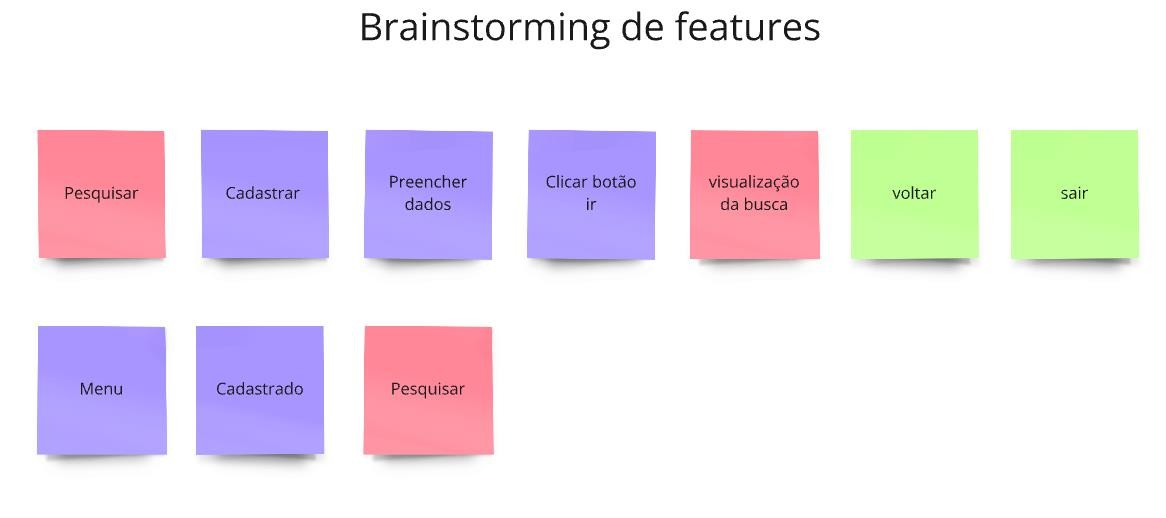 Brainstorming de features
Pesquisar
Cadastrar
Preencher
dados
Clicar botão
ir
visualização
da busca
voltar
sair
Menu
Cadastrado
Pesquisar